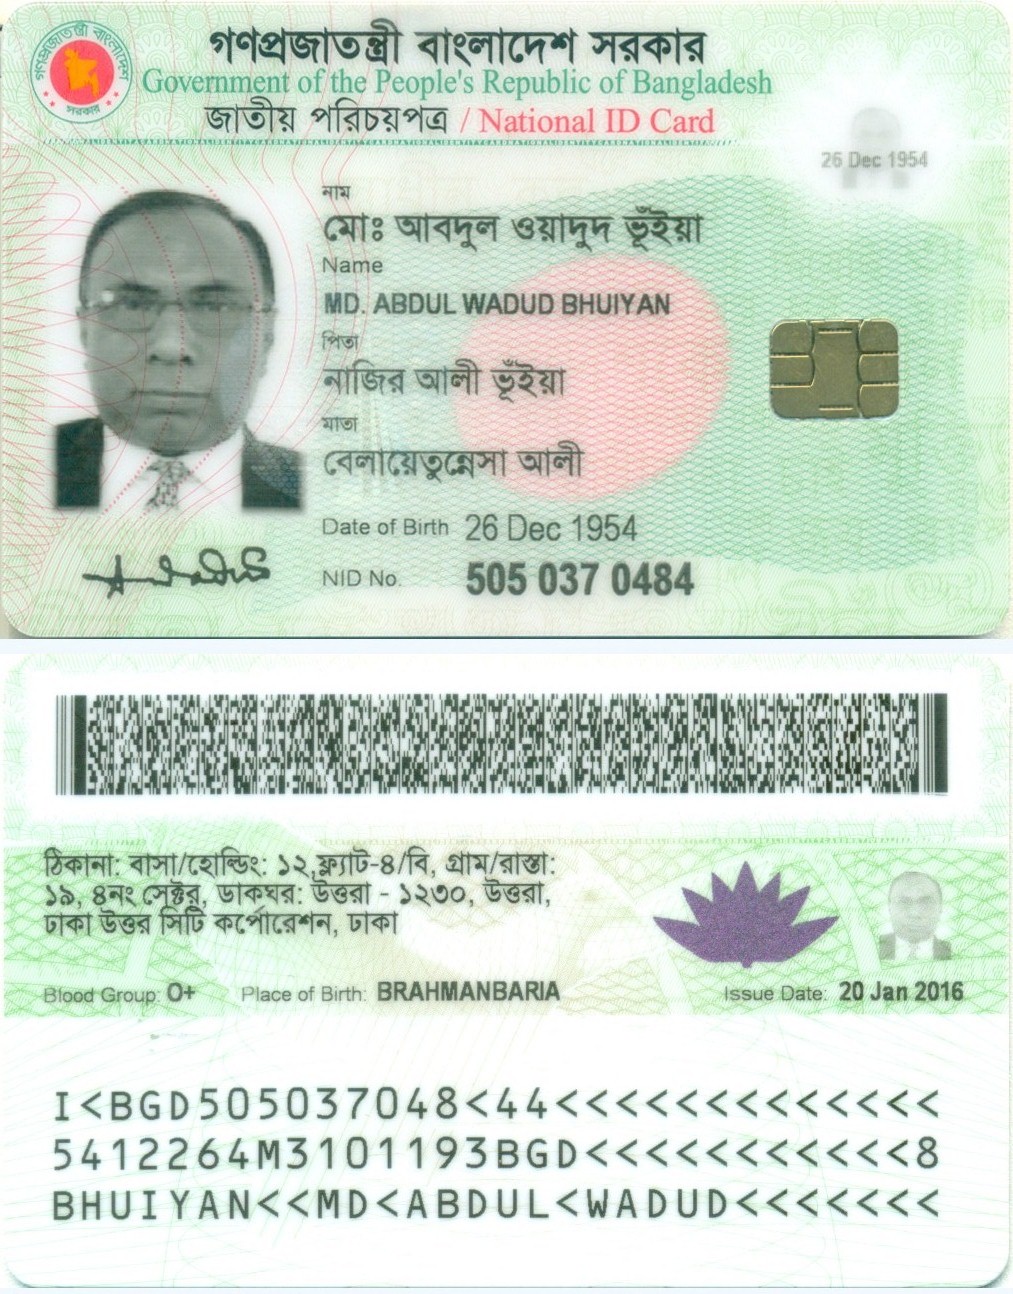 গণপ্রজাতন্ত্রী বাংলাদেশ সরকার
গণপ্রজাতন্ত্রী বাংলাদেশ
সরকার
Government of the People's Republic of Bangladesh
জাতীয় পরিচয়পত্র / National ID Card
26 Dec 1954
নাম
মোঃ আবদুল ওয়াদুদ ভূঁইয়া
Name
MD. ABDUL WADUD BHUIYAN
পিতা
নাজির আলী ভূঁইয়া
মাতা
বেলায়েতুন্নেসা আলী
Date of Birth 26 Dec 1954
NID No. 505 037 0484
ঠিকানা: বাসা/হোল্ডিং: ১২,ফ্ল্যাট-৪/বি, গ্রাম/রাস্তা:
১৯, ৪নং সেক্টর, ডাকঘর: উত্তরা - ১২৩০, উত্তরা,
ঢাকা উত্তর সিটি কর্পোরেশন, ঢাকা
Blood Group: O+ Place of Birth: BRAHMANBARIA Issue Date: 20 Jan 2016
I<BGD505037048<44<<<<<<<<<<<<<
5412264M3101193BGD<<<<<<<<<<<8
BHUIYAN<<MD<ABDUL<WADUD<<<<<<<